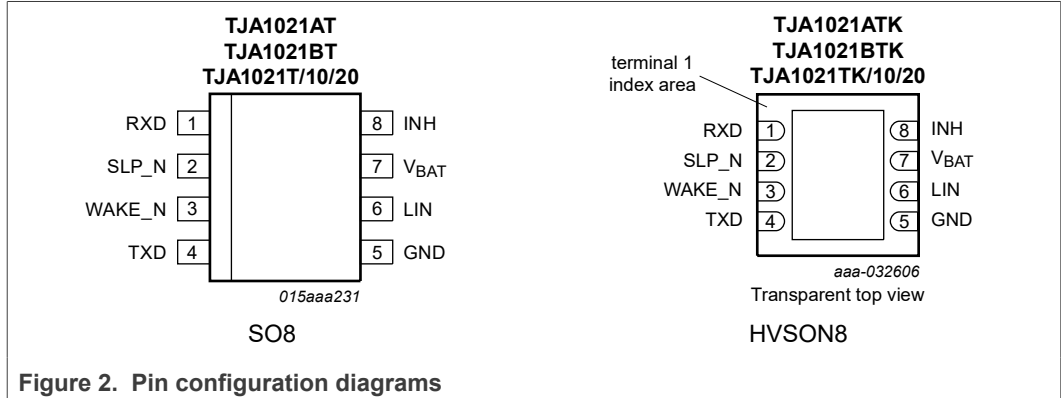 TJA1021AT
TJA1021BT
TJA1021T/10/20
RXD 1
8 INH
SLP_N 2
7 VBAT
WAKE_N 3
6 LIN
TXD 4
5 GND
015aaa231
SO8
TJA1021ATK
TJA1021BTK
TJA1021TK/10/20
terminal 1
index area
RXD 1
8 INH
SLP_N 2
7 VBAT
WAKE_N 3
6 LIN
TXD 4
5 GND
aaa-032606
Transparent top view
HVSON8
Figure 2. Pin configuration diagrams